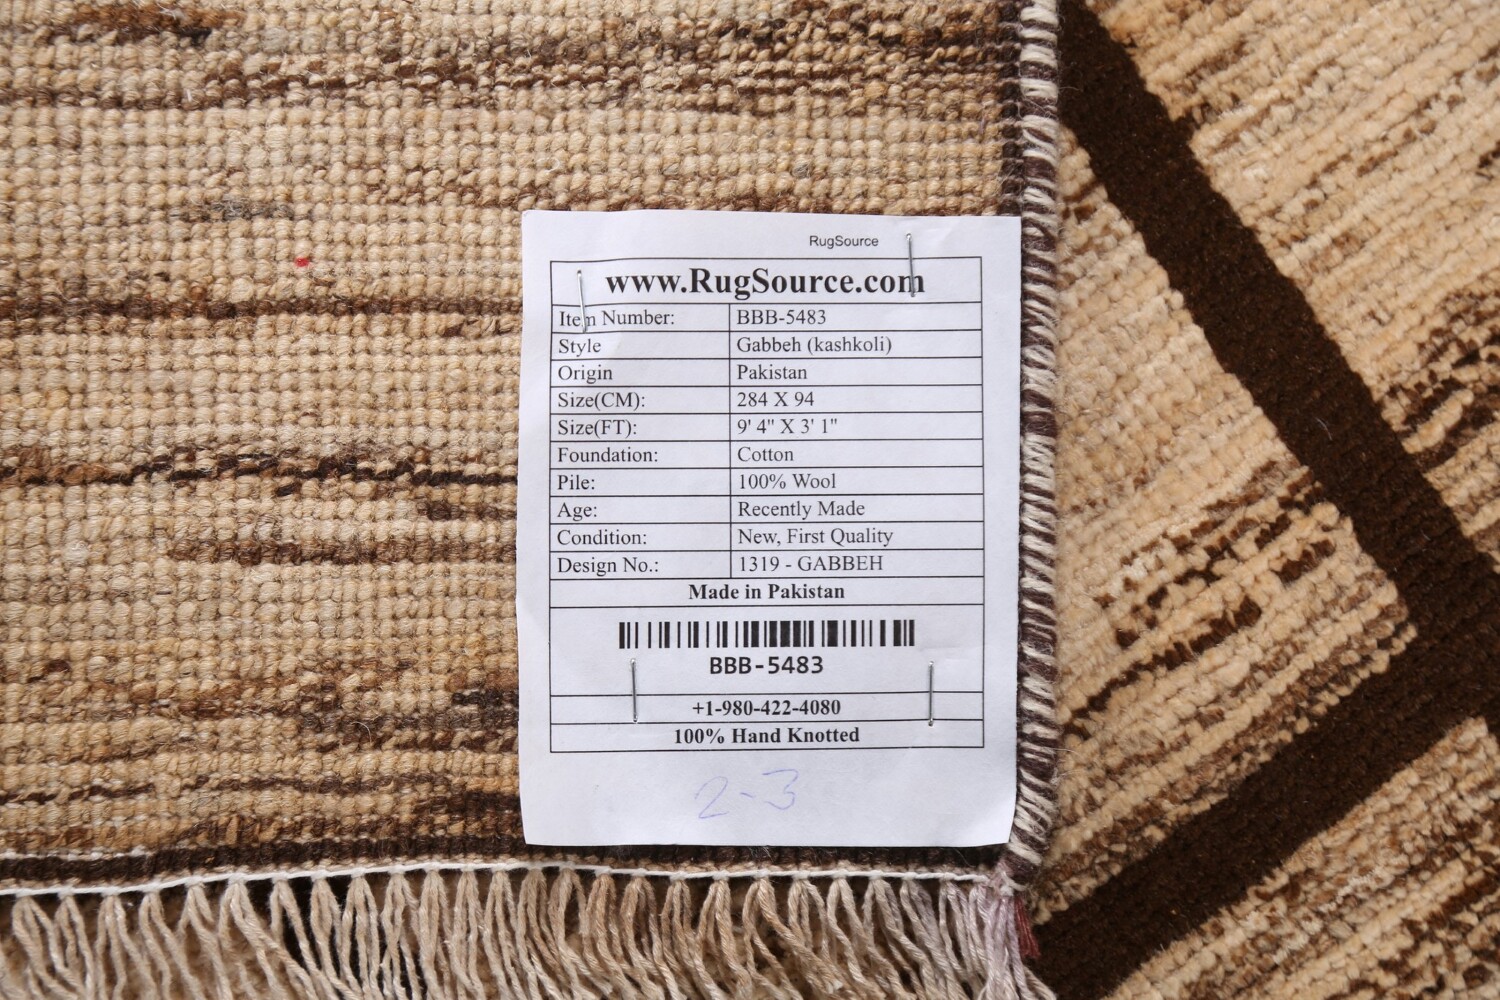 RugSource
www.RugSource.com
Item Number: BBB-5483
Style Gabbeh (kashkoli)
Origin Pakistan
Size(CM): 284 X 94
Size(FT): 9' 4" X 3' 1"
Foundation: Cotton
Pile: 100% Wool
Age: Recently Made
Condition: New, First Quality
Design No.: 1319 - GABBEH
Made in Pakistan
BBB-5483
+1-980-422-4080
100% Hand Knotted
2-3